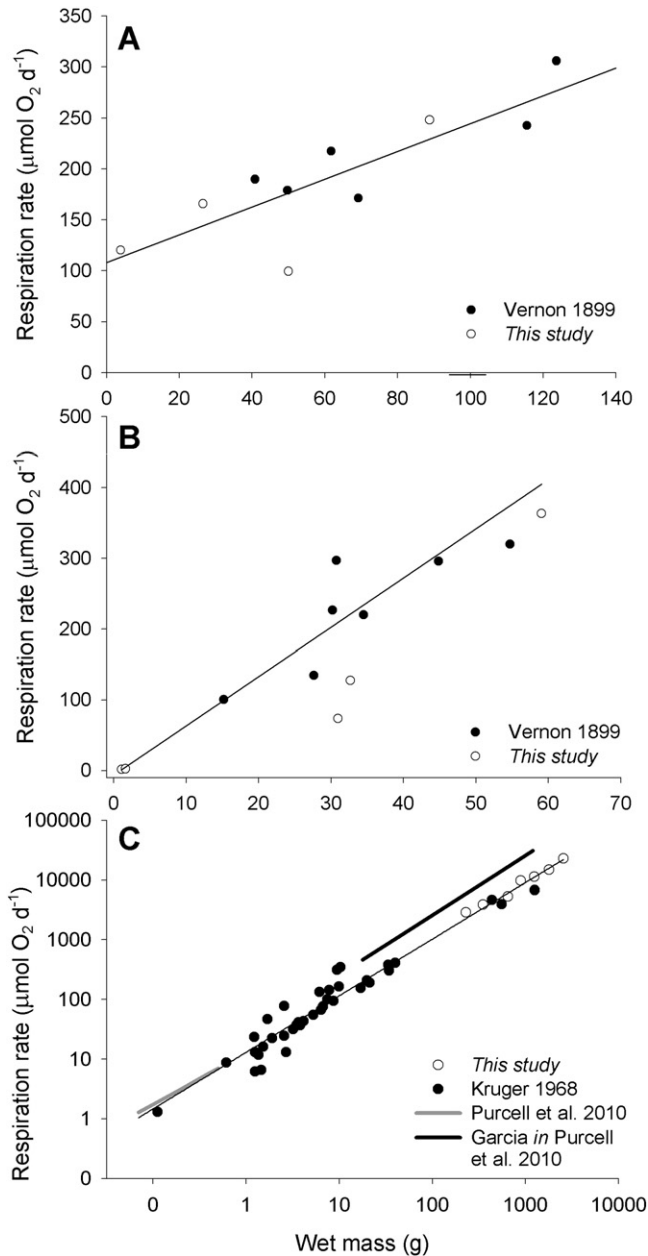 A
350
300
250
200
150
100
50
0
Respiration rate (µmol O2 d-1)
Vernon 1899
This study
0 20 40 60 80 100 120 140
B
500
400
300
200
100
0
Respiration rate (µmol O2 d-1)
Vernon 1899
This study
0 10 20 30 40 50 60 70
C
100000
10000
1000
100
10
1
0
Respiration rate (µmol O2 d-1)
This study
Kruger 1968
Purcell et al. 2010
Garcia in Purcell
et al. 2010
0 1 10 100 1000 10000
Wet mass (g)